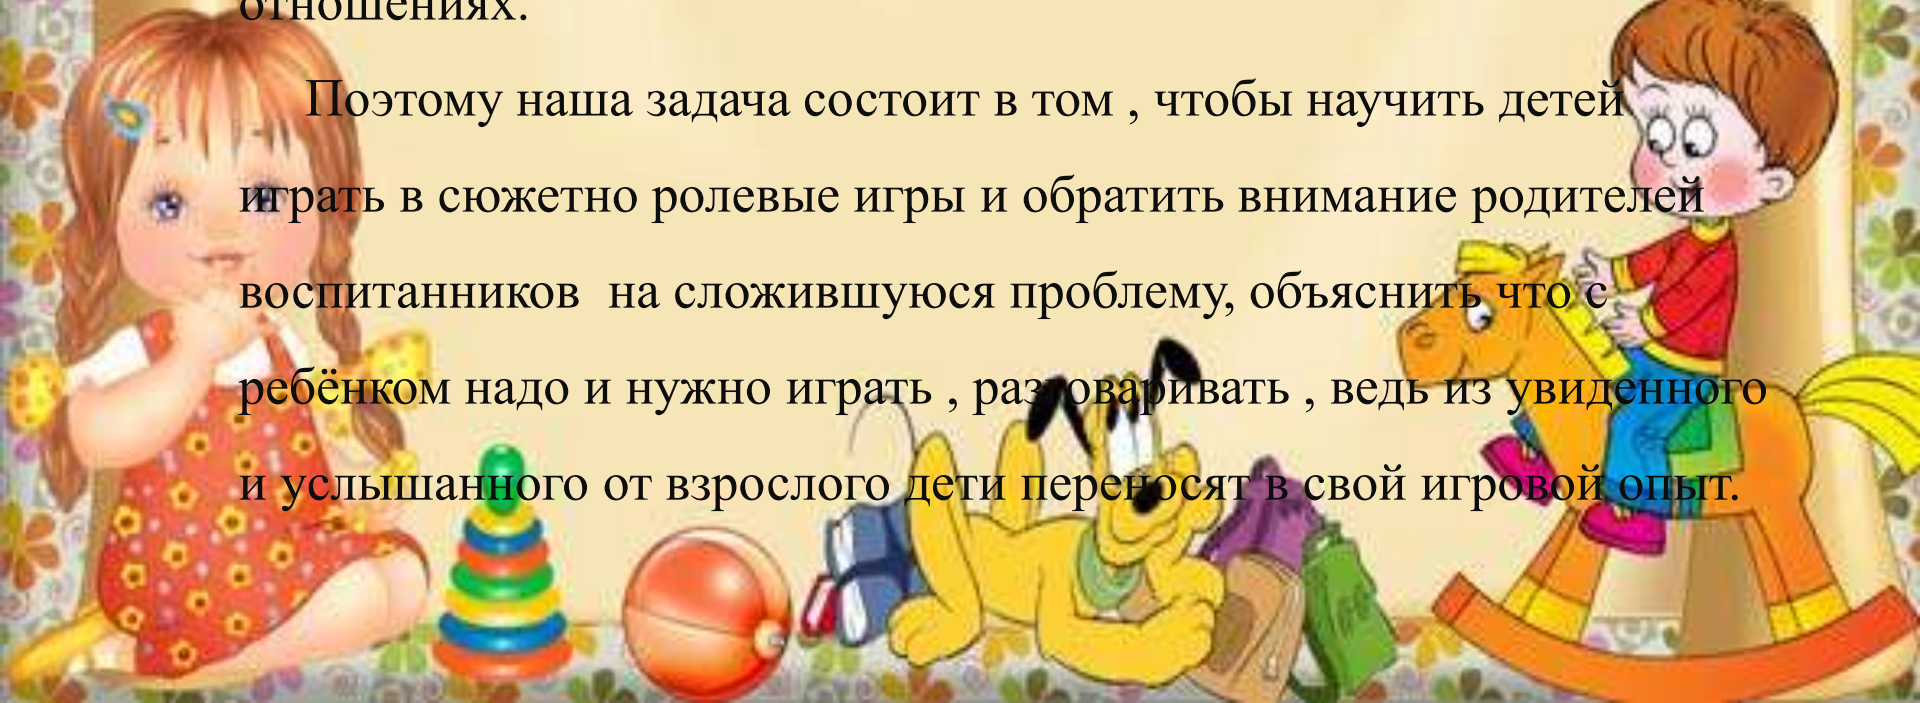 отношениях.
Поэтому наша задача состоит в том , чтобы научить детей
играть в сюжетно ролевые игры и обратить внимание родителей
воспитанников  на сложившуюся проблему, объяснить что с
ребёнком надо и нужно играть , разговаривать , ведь из увиденного
и услышанного от взрослого дети переносят в свой игровой опыт.